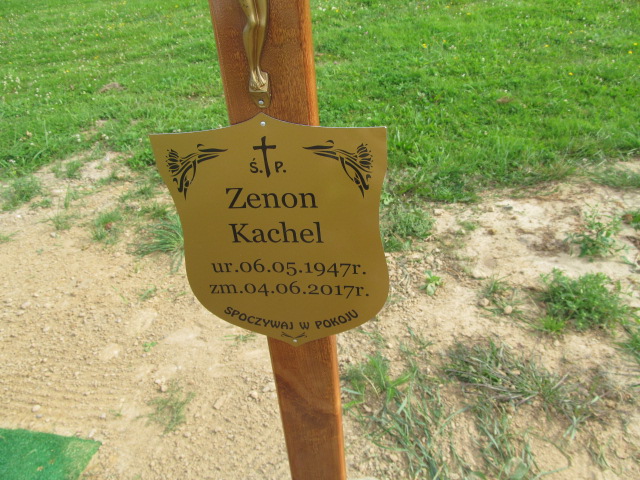 Ś. P.
Zenon
Kachel
ur.06.05.1947r.
zm.04.06.2017r.
SPOCZYWAJ W POKOJU